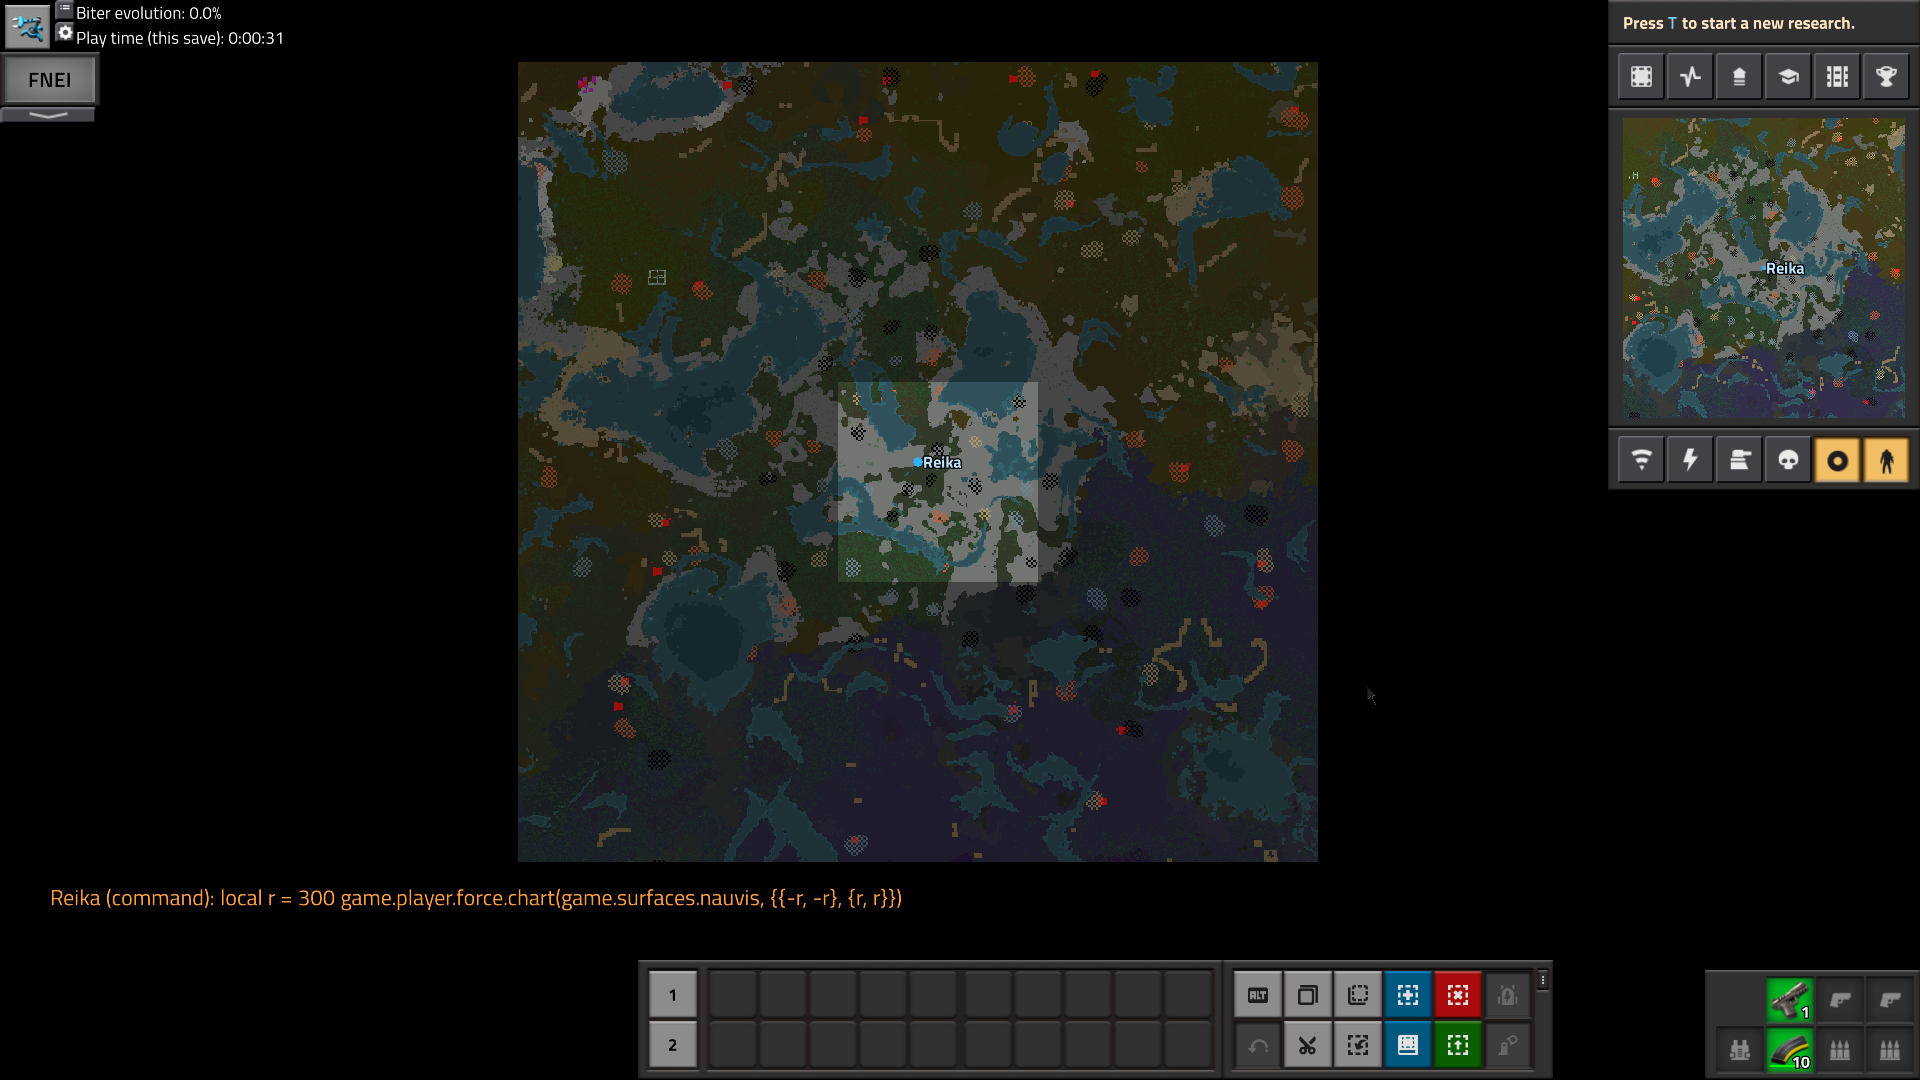 Biter evolution: 0.0%
Play time (this save): 0:00:31
FNEI
Press T to start a new research.
Reika
Reika
Reika (command): local r = 300 game.player.force.chart(game.surfaces.nauvis, {{-r, -r}, {r, r}})
1
2
ALT
1
10